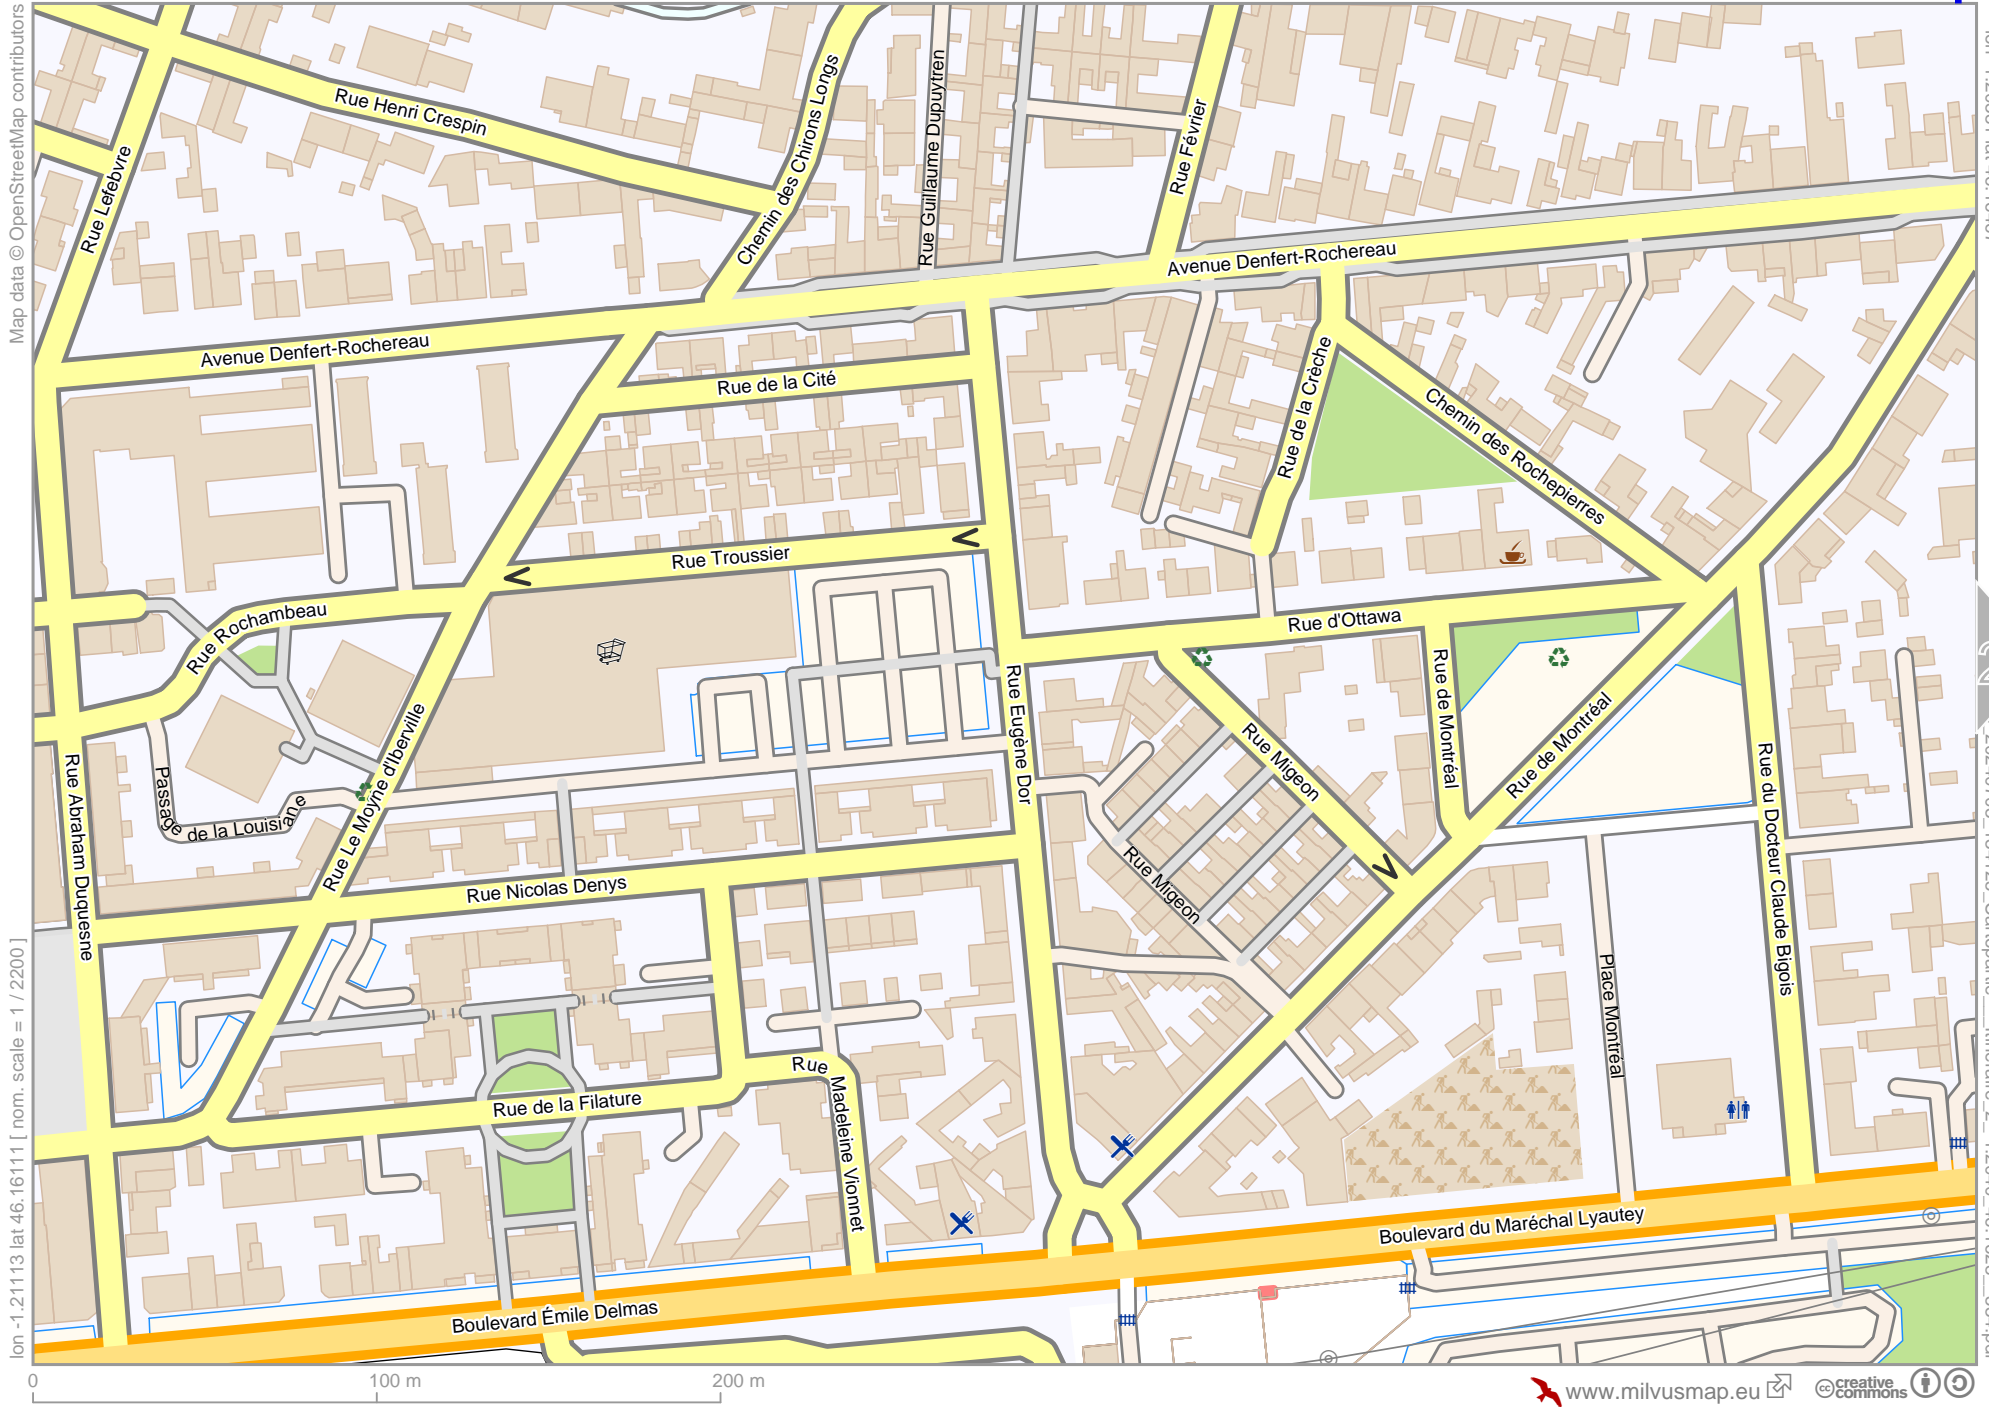 Map data © OpenStreetMap contributors
lon -1.21113 lat 46.16111 [ nom. scale = 1 / 2200 ]
Rue Henri Crespin
Rue Lefebvre
Chemin des Chirons Longs
Rue Guillaume Dupuytren
Rue Février
Avenue Denfert-Rochereau
Avenue Denfert-Rochereau
Rue de la Cité
Rue de la Crèche
Chemin des Rochepierres
Rue Troussier
Rue Rochambeau
Rue d'Ottawa
Rue Le Moyne d'Iberville
Rue Eugène Dor
Rue Migeon
Rue de Montréal
Rue de Montréal
Rue Abraham Duquesne
Passage de la Louisiane
Rue du Docteur Claude Bigois
Rue Nicolas Denys
Rue Migeon
Place Montréal
Rue de la Filature
Rue Madeleine Vionnet
Boulevard du Maréchal Lyautey
Boulevard Émile Delmas
0
100 m
200 m
www.milvusmap.eu
cc creative commons